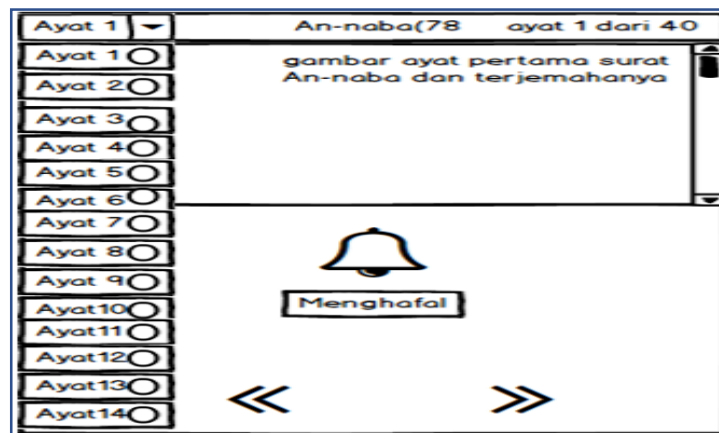 Ayat 1
An-naba(78 ayat 1 dari 40
Ayat 1
Ayat 2
Ayat 3
Ayat 4
Ayat 5
Ayat 6
Ayat 7
Ayat 8
Ayat 9
Ayat10
Ayat11
Ayat12
Ayat13
Ayat14
gambar ayat pertama surat
An-naba dan terjemahanya
Menghafal